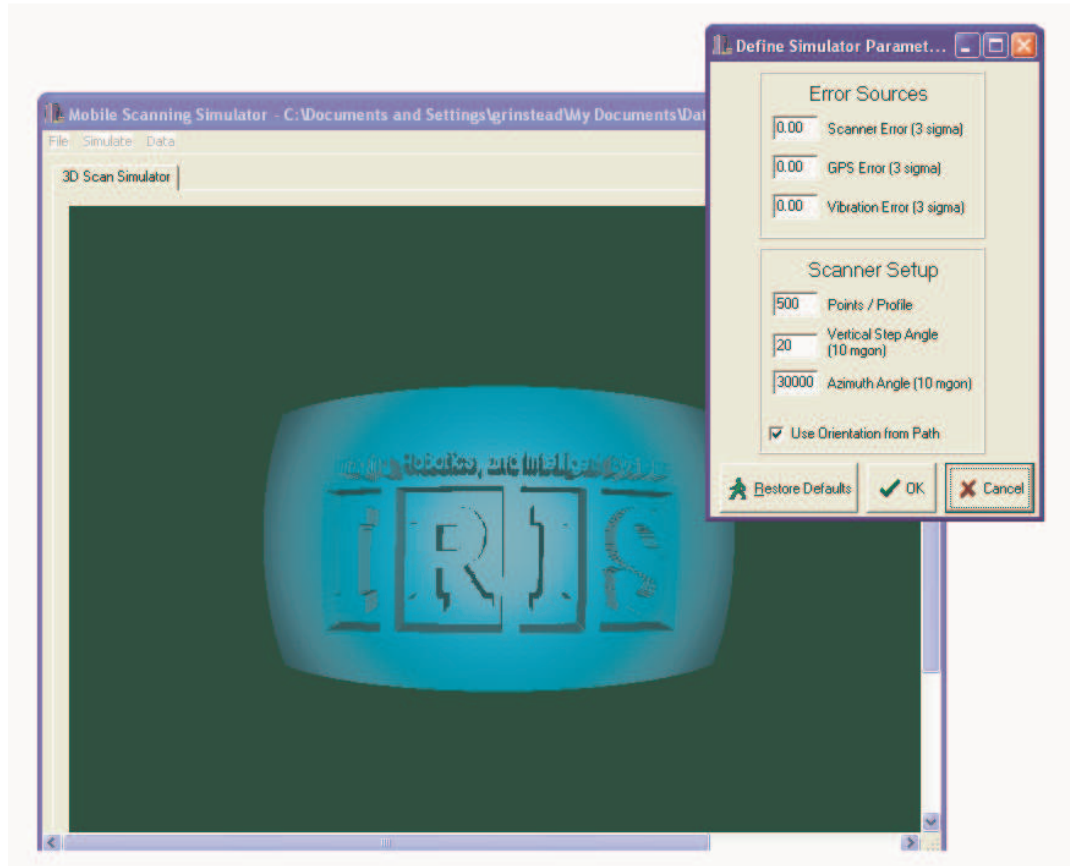 Define Simulator Paramet...
Error Sources
0.00 Scanner Error (3 sigma)
0.00 GPS Error (3 sigma)
0.00 Vibration Error (3 sigma)
Scanner Setup
500 Points / Profile
20 Vertical Step Angle
(10 mgon)
30000 Azimuth Angle (10 mgon)
Use Orientation from Path
Restore Defaults OK Cancel
Mobile Scanning Simulator - C:\Documents and Settings\grinstead\My Documents\Dat
File Simulate Data
3D Scan Simulator
Robotics, and Intelligent
IRIS